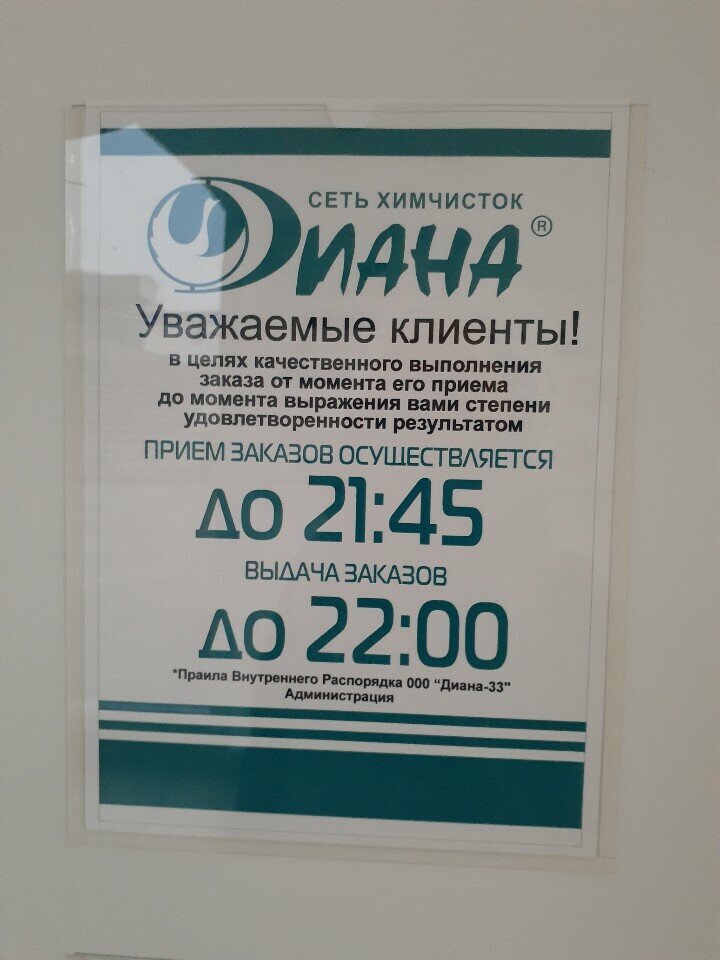 СЕТЬ ХИМЧИСТОК
ДИАНА ®
Уважаемые клиенты!
в целях качественного выполнения
заказа от момента его приема
до момента выражения вами степени
удовлетворенности результатом
ПРИЕМ ЗАКАЗОВ ОСУЩЕСТВЛЯЕТСЯ
ДО 21:45
ВЫДАЧА ЗАКАЗОВ
ДО 22:00
*Праила Внутреннего Распорядка ООО “Диана-33"
Администрация